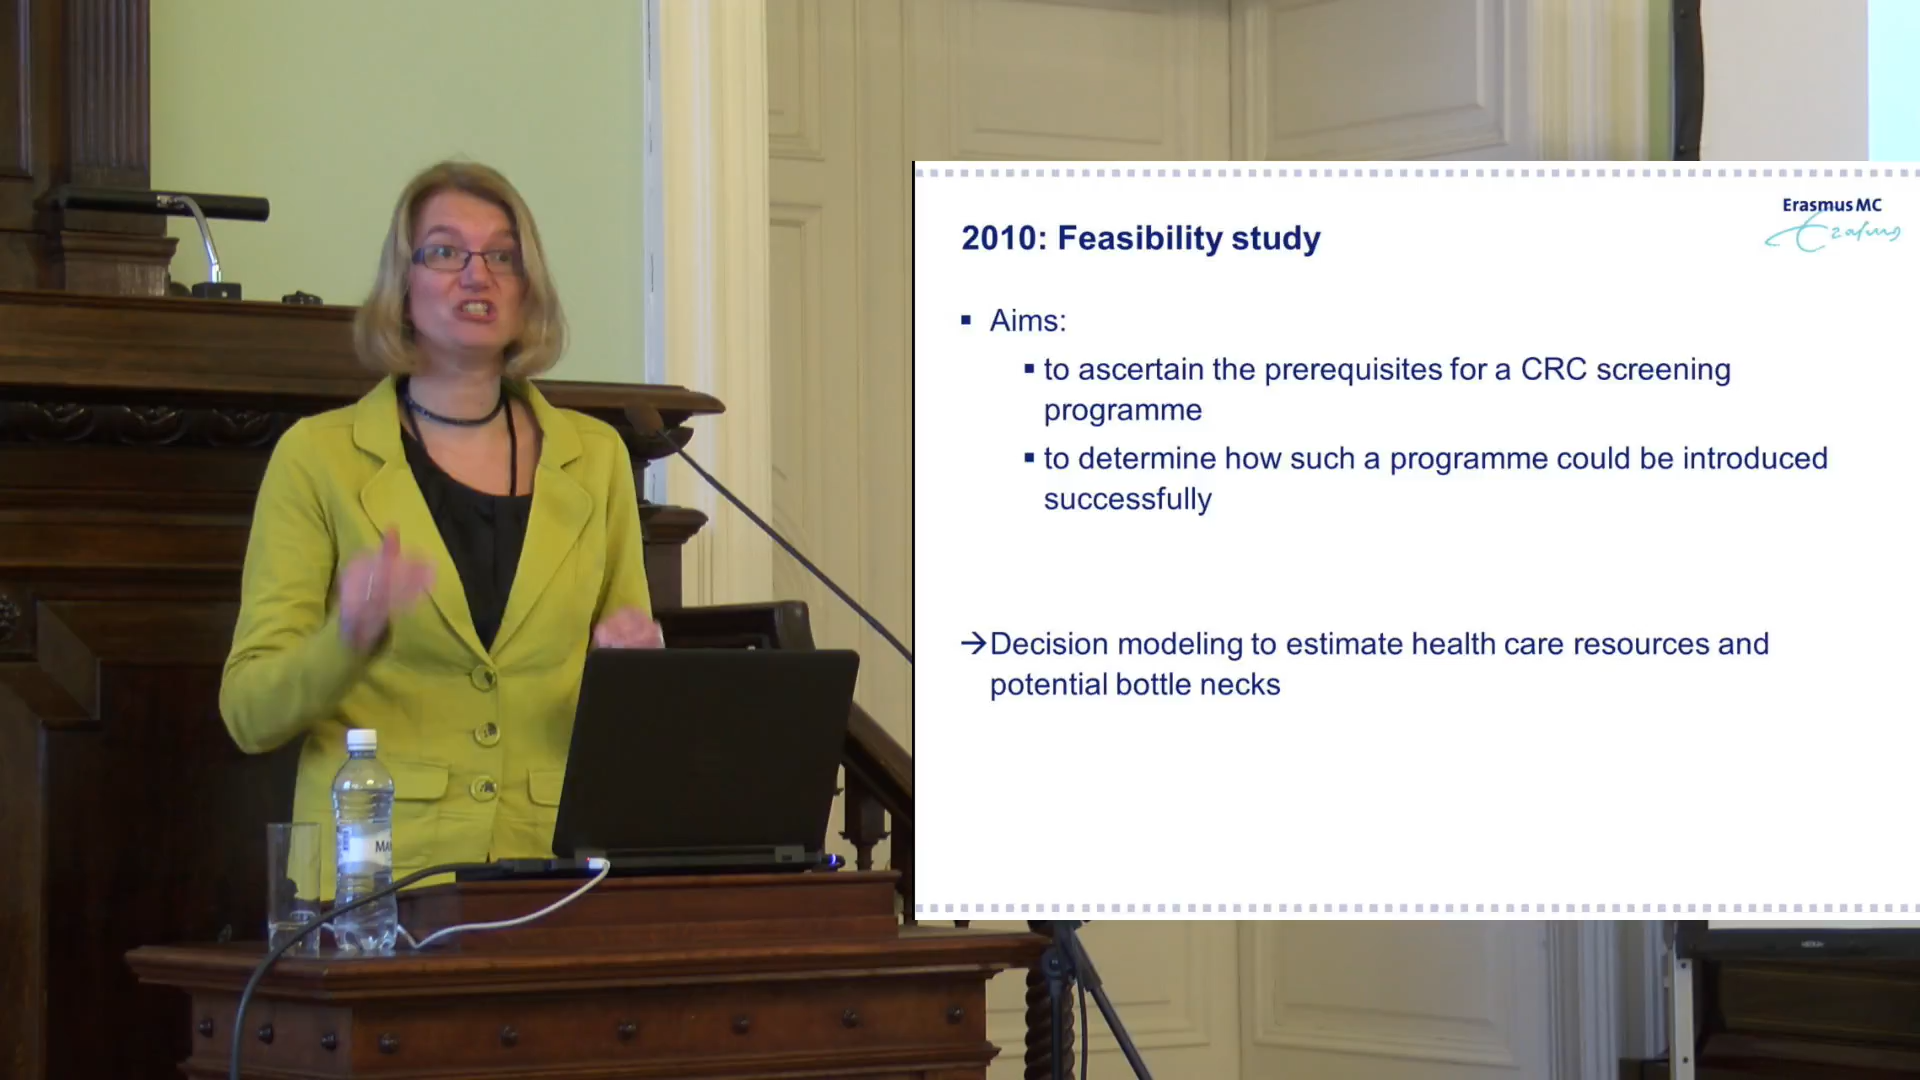 Erasmus MC
Erasmus
2010: Feasibility study
▪ Aims:
▪ to ascertain the prerequisites for a CRC screening
programme
▪ to determine how such a programme could be introduced
successfully
→Decision modeling to estimate health care resources and
potential bottle necks